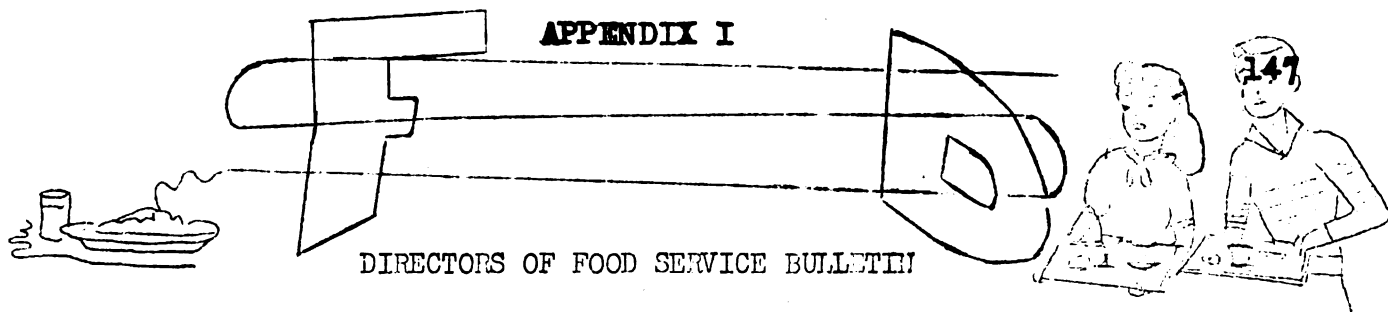 APPENDIX I
147
F D
DIRECTORS OF FOOD SERVICE BULLETIN